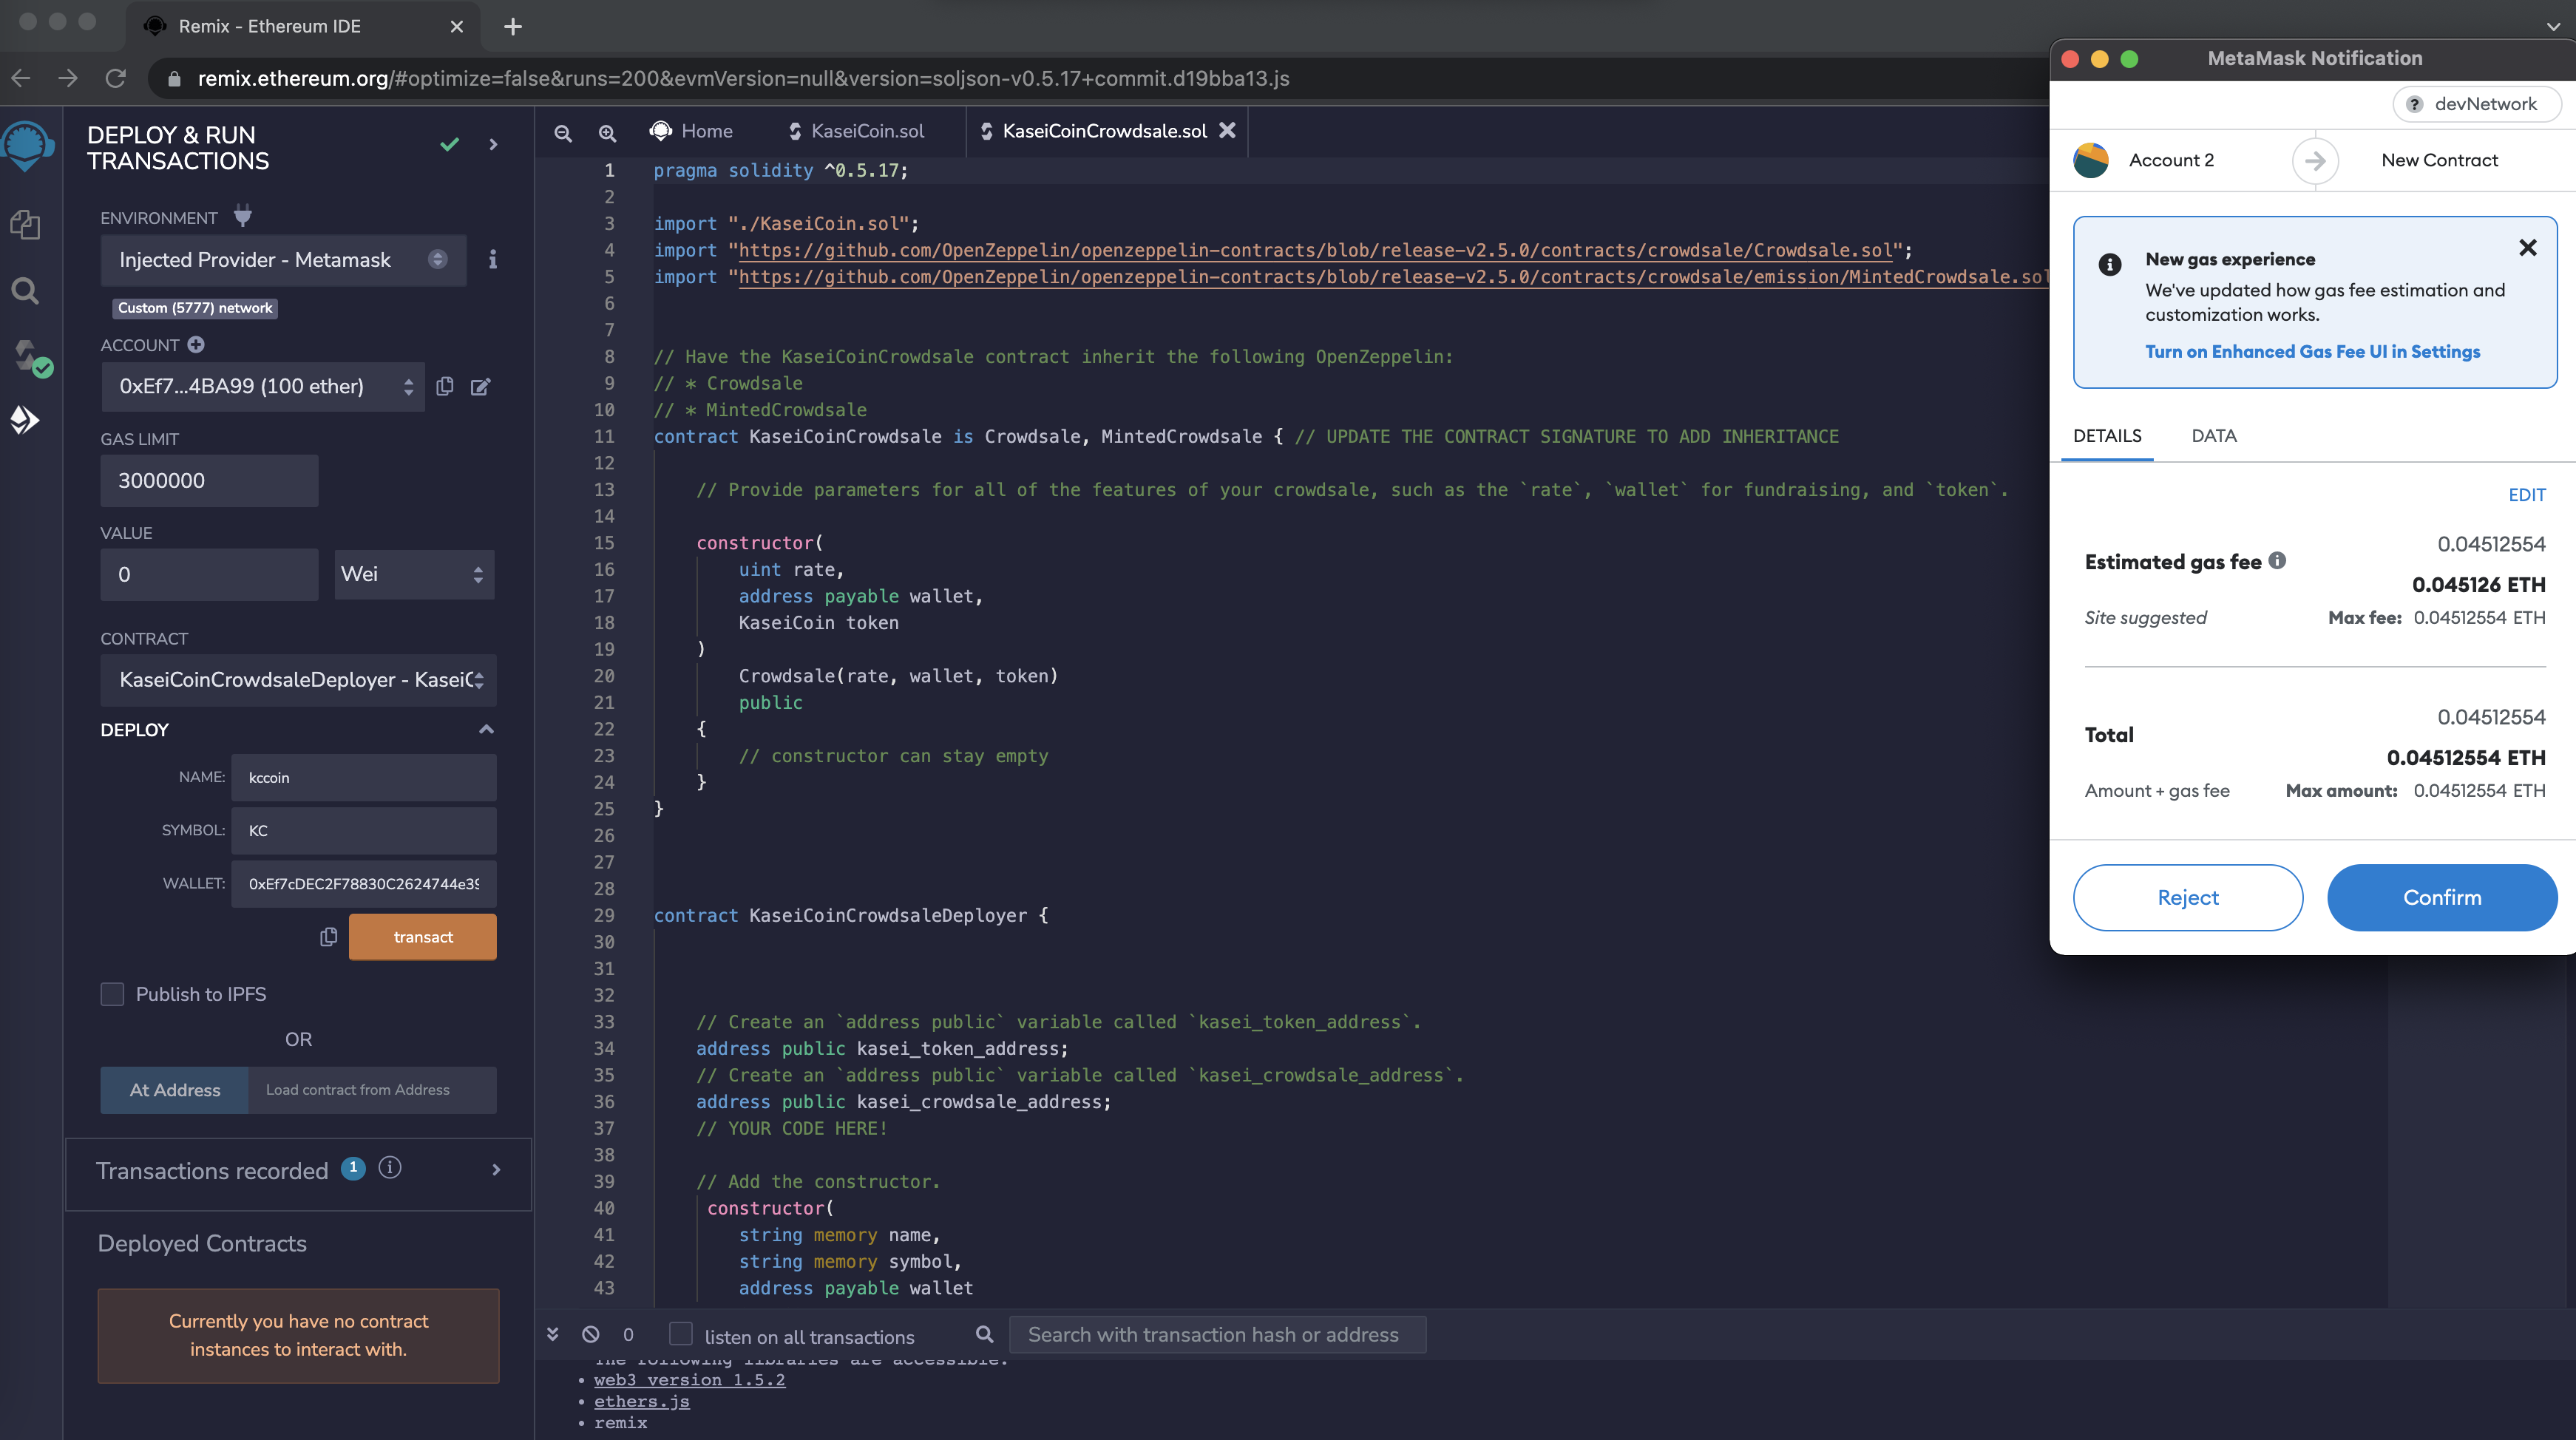 Remix - Ethereum IDE
remix.ethereum.org/#optimize=false&runs=200&evmVersion=null&version=soljson-v0.5.17+commit.d19bba13.js
DEPLOY & RUN
TRANSACTIONS
ENVIRONMENT
Injected Provider - Metamask
Custom (5777) network
ACCOUNT
0xEf7...4BA99 (100 ether)
GAS LIMIT
3000000
VALUE
0
Wei
CONTRACT
KaseiCoinCrowdsaleDeployer - KaseiC
DEPLOY
NAME: kccoin
SYMBOL: KC
WALLET: 0xEf7cDEC2F78830C2624744e39
transact
Publish to IPFS
OR
At Address
Load contract from Address
Transactions recorded 1
Deployed Contracts
Currently you have no contract
instances to interact with.
Home
KaseiCoin.sol
KaseiCoinCrowdsale.sol
1 pragma solidity ^0.5.17;
2
3 import "./KaseiCoin.sol";
4 import "https://github.com/OpenZeppelin/openzeppelin-contracts/blob/release-v2.5.0/contracts/crowdsale/Crowdsale.sol";
5 import "https://github.com/OpenZeppelin/openzeppelin-contracts/blob/release-v2.5.0/contracts/crowdsale/emission/MintedCrowdsale.sol
6
7
8 // Have the KaseiCoinCrowdsale contract inherit the following OpenZeppelin:
9 // * Crowdsale
10 // * MintedCrowdsale
11 contract KaseiCoinCrowdsale is Crowdsale, MintedCrowdsale { // UPDATE THE CONTRACT SIGNATURE TO ADD INHERITANCE
12
13 // Provide parameters for all of the features of your crowdsale, such as the `rate`, `wallet` for fundraising, and `token`.
14
15 constructor(
16 uint rate,
17 address payable wallet,
18 KaseiCoin token
19 )
20 Crowdsale(rate, wallet, token)
21 public
22 {
23 // constructor can stay empty
24 }
25 }
26
27
28
29 contract KaseiCoinCrowdsaleDeployer {
30
31
32
33 // Create an `address public` variable called `kasei_token_address`.
34 address public kasei_token_address;
35 // Create an `address public` variable called `kasei_crowdsale_address`.
36 address public kasei_crowdsale_address;
37 // YOUR CODE HERE!
38
39 // Add the constructor.
40 constructor(
41 string memory name,
42 string memory symbol,
43 address payable wallet
0
listen on all transactions
Search with transaction hash or address
The following libraries are accessible:
• web3 version 1.5.2
• ethers.js
• remix
MetaMask Notification
? devNetwork
Account 2
New Contract
New gas experience
We've updated how gas fee estimation and
customization works.
Turn on Enhanced Gas Fee UI in Settings
DETAILS
DATA
EDIT
0.04512554
Estimated gas fee
0.045126 ETH
Site suggested
Max fee: 0.04512554 ETH
0.04512554
Total
0.04512554 ETH
Amount + gas fee
Max amount: 0.04512554 ETH
Reject
Confirm